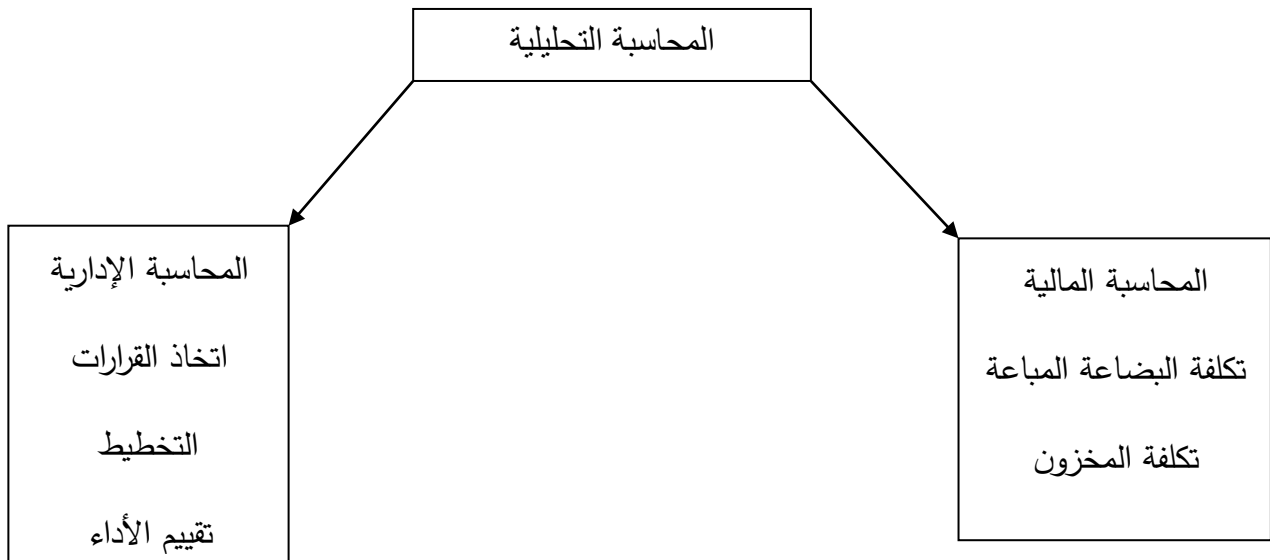 المحاسبة التحليلية
المحاسبة المالية
تكلفة البضاعة المباعة
تكلفة المخزون
المحاسبة الإدارية
اتخاذ القرارات
التخطيط
تقييم الأداء